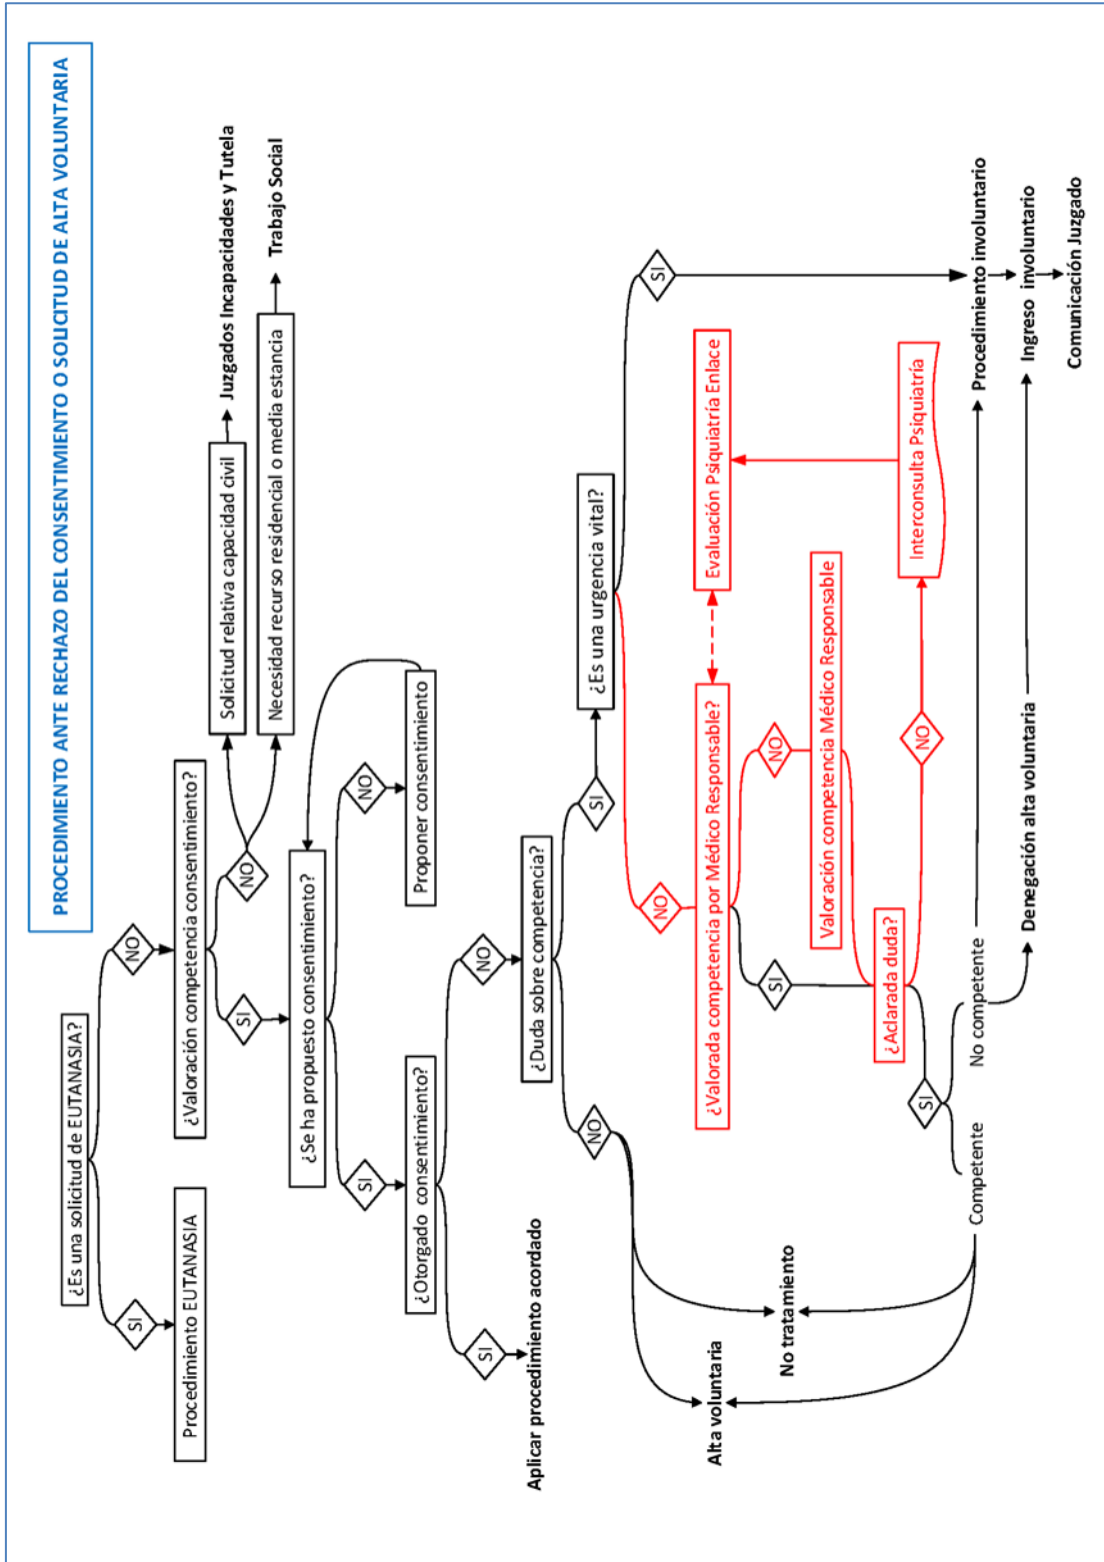 PROCEDIMIENTO ANTE RECHAZO DEL CONSENTIMIENTO O SOLICITUD DE ALTA VOLUNTARIA
¿Es una solicitud de EUTANASIA?
SI
NO
Procedimiento EUTANASIA
¿Valoración competencia consentimiento?
SI
NO
Solicitud relativa capacidad civil
Juzgados Incapacidades y Tutela
Necesidad recurso residencial o media estancia
Trabajo Social
¿Se ha propuesto consentimiento?
SI
NO
Proponer consentimiento
¿Otorgado consentimiento?
SI
NO
Aplicar procedimiento acordado
¿Duda sobre competencia?
NO
SI
¿Es una urgencia vital?
NO
SI
Alta voluntaria
No tratamiento
¿Valorada competencia por Médico Responsable?
Evaluación Psiquiatría Enlace
SI
NO
Valoración competencia Médico Responsable
¿Aclarada duda?
SI
NO
Interconsulta Psiquiatría
Competente
No competente
Procedimiento involuntario
Denegación alta voluntaria
Ingreso involuntario
Comunicación Juzgado